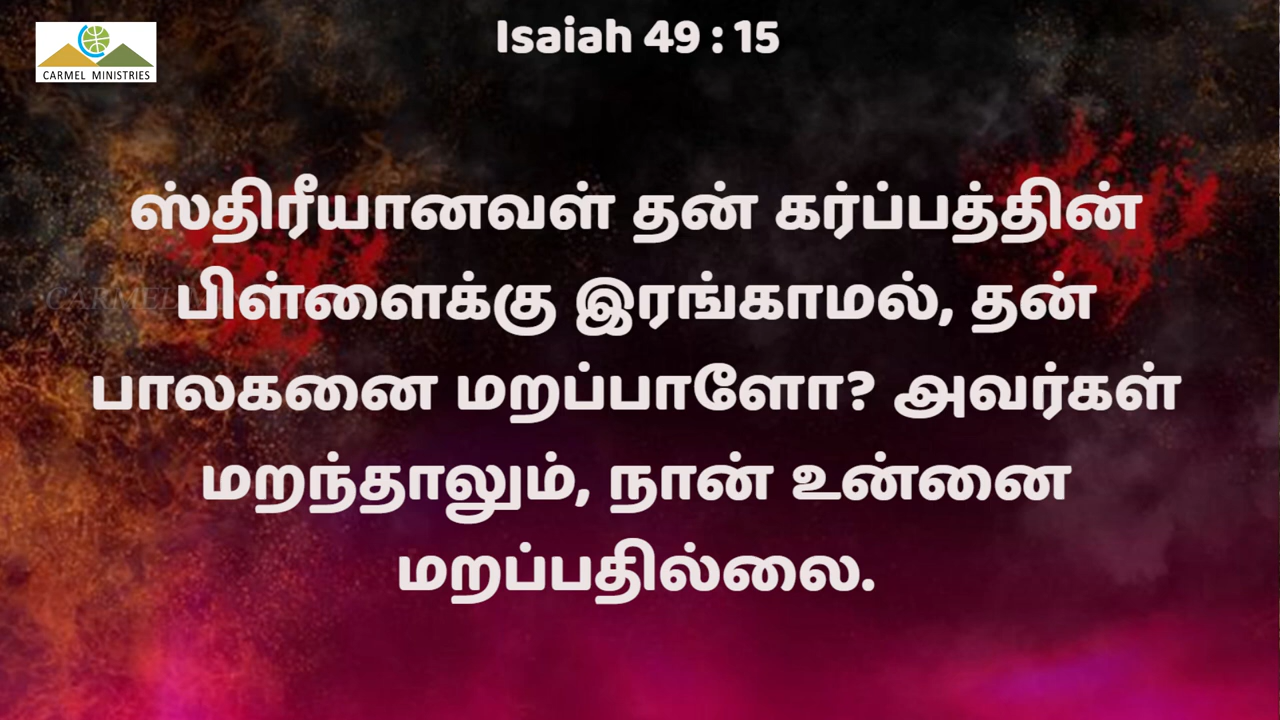 Isaiah 49 : 15
CARMEL MINISTRIES
ஸ்திரீயானவள் தன் கர்ப்பத்தின்
பிள்ளைக்கு இரங்காமல், தன்
பாலகனை மறப்பாளோ? அவர்கள்
மறந்தாலும், நான் உன்னை
மறப்பதில்லை.
CARMEL